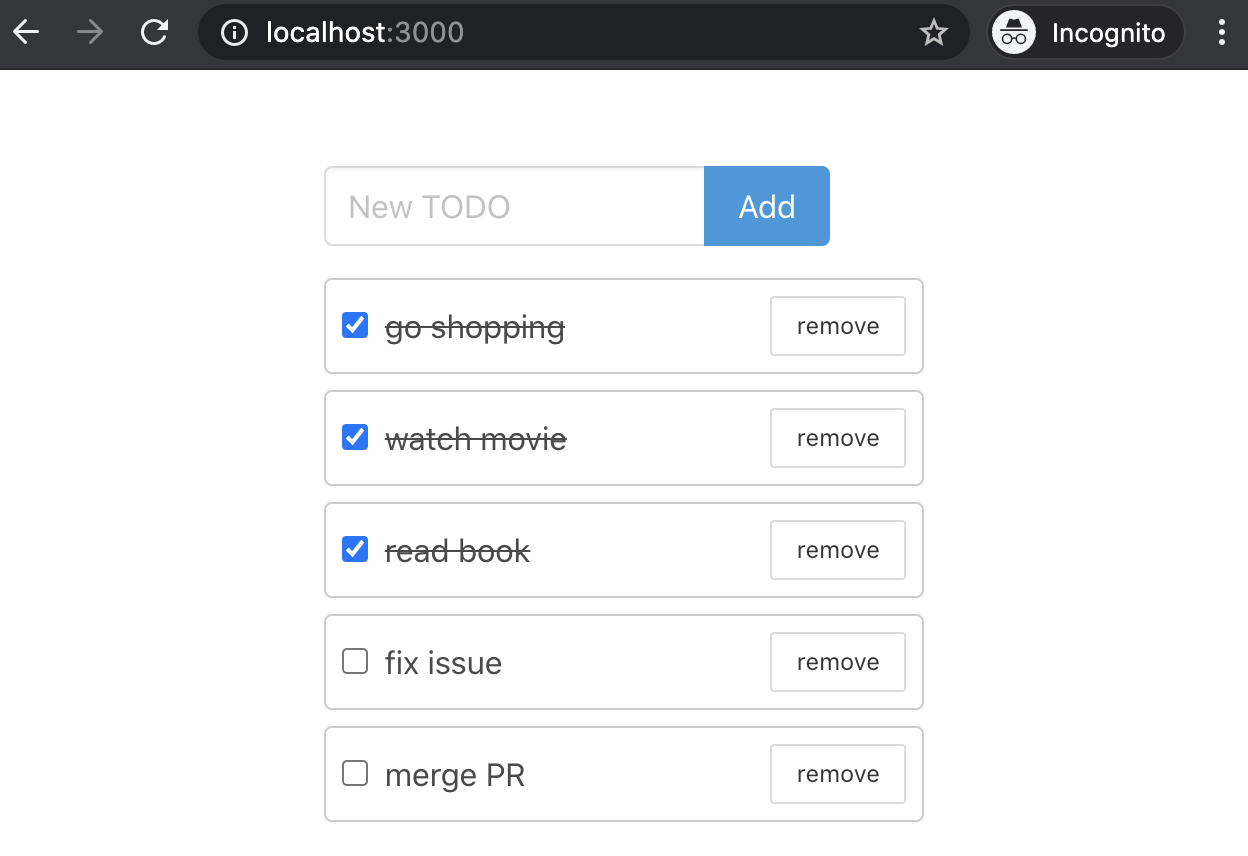 localhost:3000
Incognito
New TODO
Add
go shopping
remove
watch movie
remove
read book
remove
fix issue
remove
merge PR
remove